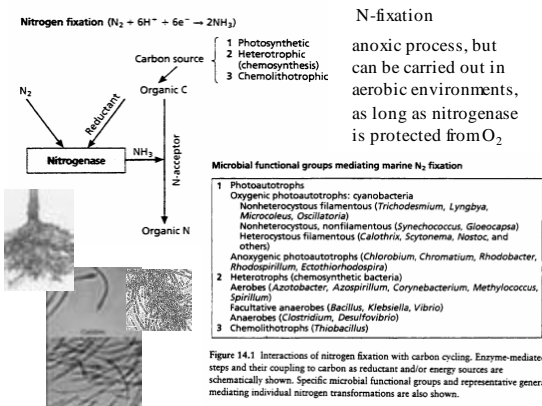 Nitrogen fixation (N₂ + 6H⁺ + 6e⁻ → 2NH₃)
Carbon source
1 Photosynthetic
2 Heterotrophic
(chemosynthesis)
3 Chemolithotrophic
N₂
Reductant
Organic C
Nitrogenase
NH₃
N-acceptor
Organic N
N-fixation
anoxic process, but
can be carried out in
aerobic environments,
as long as nitrogenase
is protected from O₂
Microbial functional groups mediating marine N₂ fixation
1 Photoautotrophs
Oxygenic photoautotrophs: cyanobacteria
Nonheterocystous filamentous (Trichodesmium, Lyngbya,
Microcoleus, Oscillatoria)
Nonheterocystous, nonfilamentous (Synechococcus, Gloeocapsa)
Heterocystous filamentous (Calothrix, Scytonema, Nostoc, and
others)
Anoxygenic photoautotrophs (Chlorobium, Chromatium, Rhodobacter,
Rhodospirillum, Ectothiorhodospira)
2 Heterotrophs (chemosynthetic bacteria)
Aerobes (Azotobacter, Azospirillum, Corynebacterium, Methylococcus,
Spirillum)
Facultative anaerobes (Bacillus, Klebsiella, Vibrio)
Anaerobes (Clostridium, Desulfovibrio)
3 Chemolithotrophs (Thiobacillus)
Figure 14.1 Interactions of nitrogen fixation with carbon cycling. Enzyme-mediate
steps and their coupling to carbon as reductant and/or energy sources are
schematically shown. Specific microbial functional groups and representative gener
mediating individual nitrogen transformations are also shown.